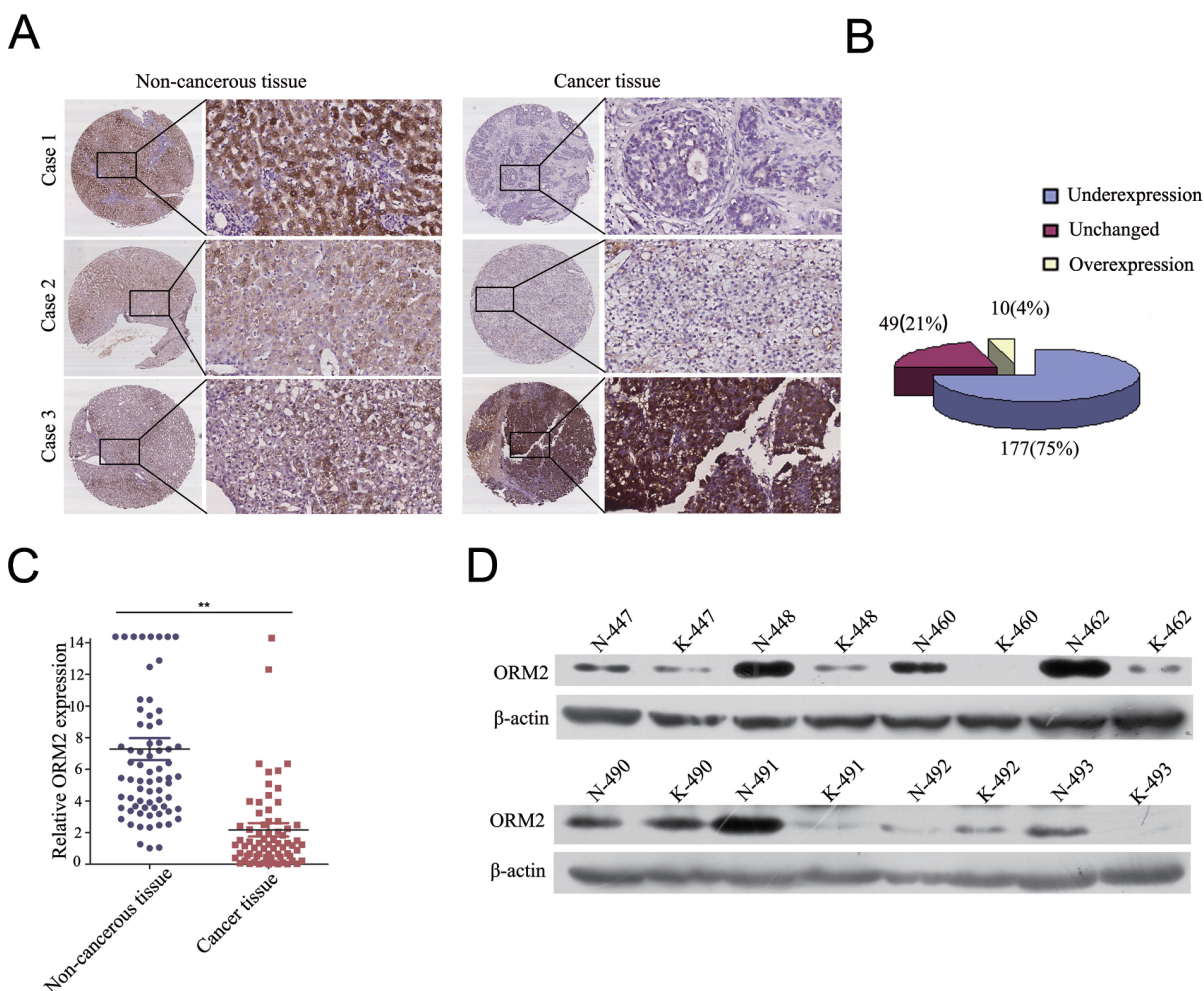 A
Non-cancerous tissue
Cancer tissue
Case 1
Case 2
Case 3
B
Underexpression
Unchanged
Overexpression
10(4%)
49(21%)
177(75%)
C
**
Relative ORM2 expression
14
12
10
8
6
4
2
0
Non-cancerous tissue
Cancer tissue
D
N-447 K-447 N-448 K-448 N-460 K-460 N-462 K-462
ORM2
β-actin
N-490 K-490 N-491 K-491 N-492 K-492 N-493 K-493
ORM2
β-actin